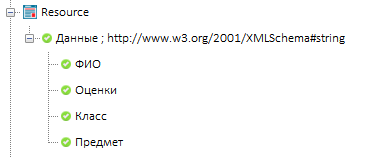 Resource
Данные ; http://www.w3.org/2001/XMLSchema#string
ФИО
Оценки
Класс
Предмет